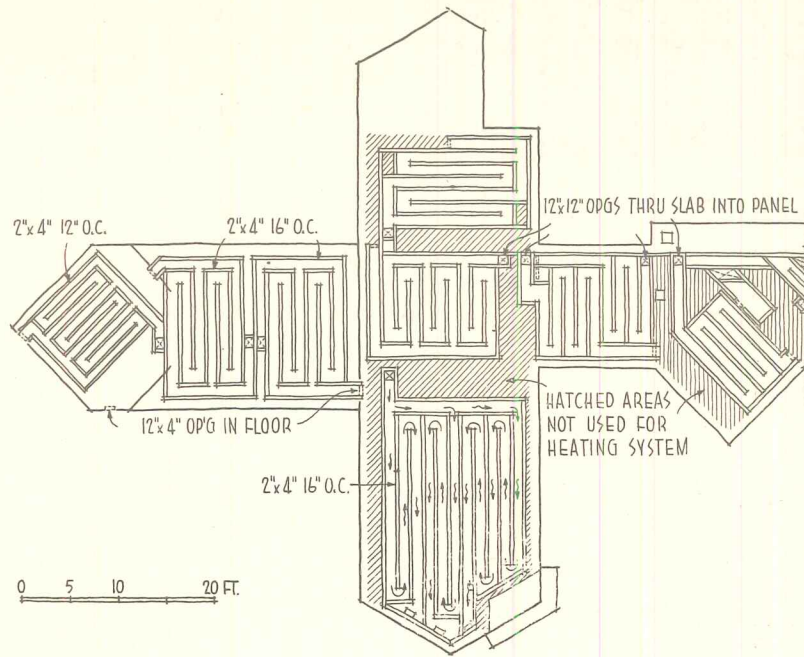 2"x 4" 12" O.C.
2"x 4" 16" O.C.
12"x 12" OPGS THRU SLAB INTO PANEL
12"x 4" OP'G IN FLOOR
HATCHED AREAS
NOT USED FOR
HEATING SYSTEM
2"x 4" 16" O.C.
0 5 10 20 FT.